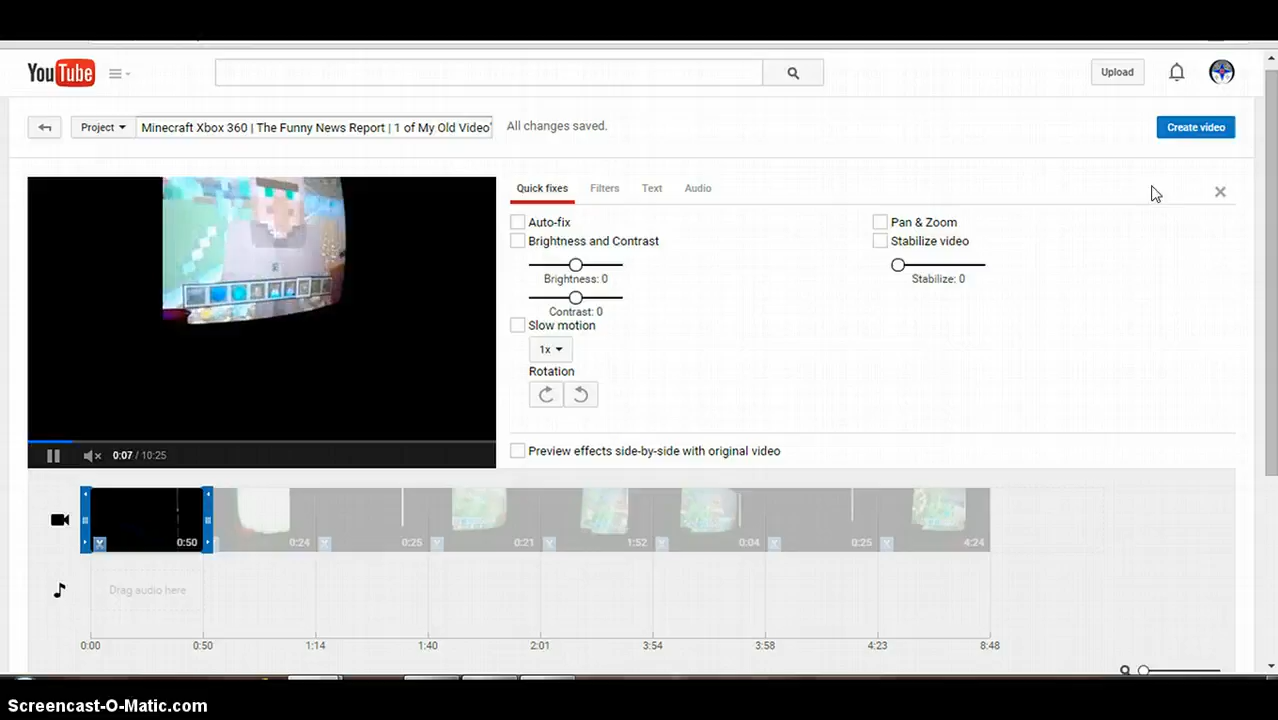 YouTube
Upload
Project
Minecraft Xbox 360 | The Funny News Report | 1 of My Old Video'
All changes saved.
Create video
Quick fixes Filters Text Audio
Auto-fix
Pan & Zoom
Brightness and Contrast
Stabilize video
Brightness: 0
Stabilize: 0
Contrast: 0
Slow motion
1x
Rotation
Preview effects side-by-side with original video
0:07 / 10:25
0:50 0:24 0:25 0:21 1:52 0:04 0:25 4:24
Drag audio here
0:00 0:50 1:14 1:40 2:01 3:54 3:58 4:23 8:48
Screencast-O-Matic.com